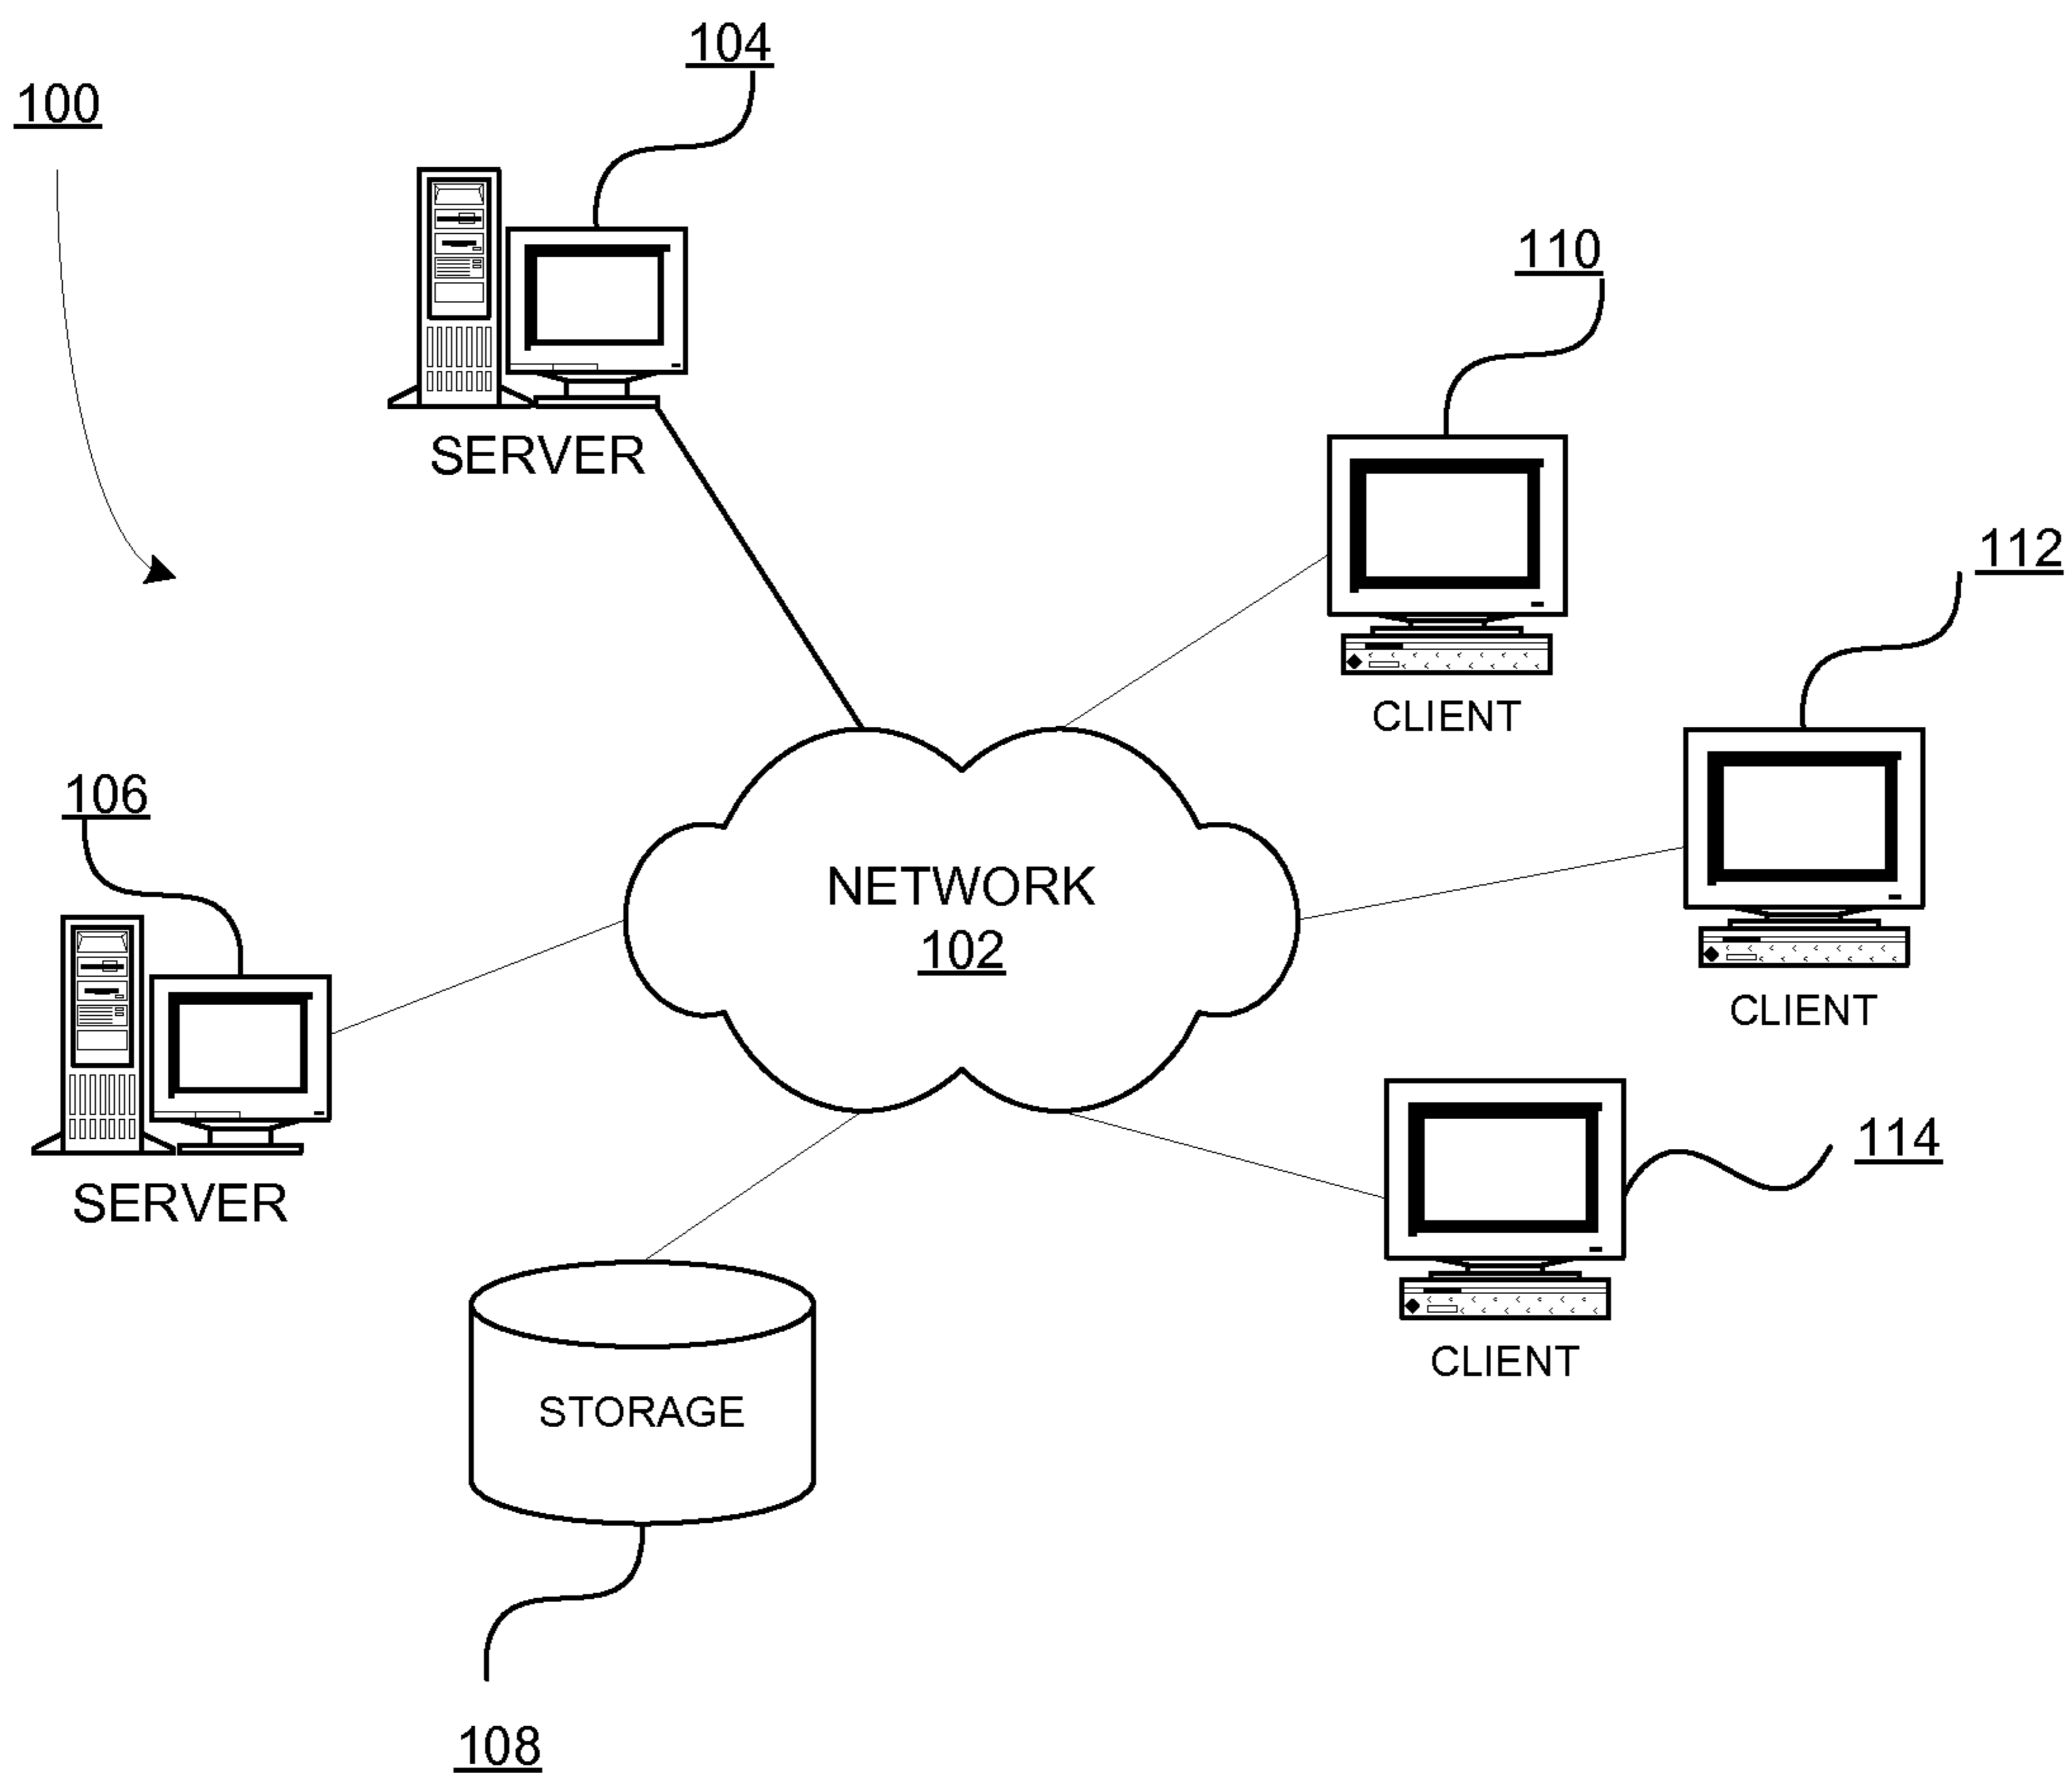 104
100
110
SERVER
112
CLIENT
106
NETWORK
102
CLIENT
114
SERVER
CLIENT
STORAGE
108